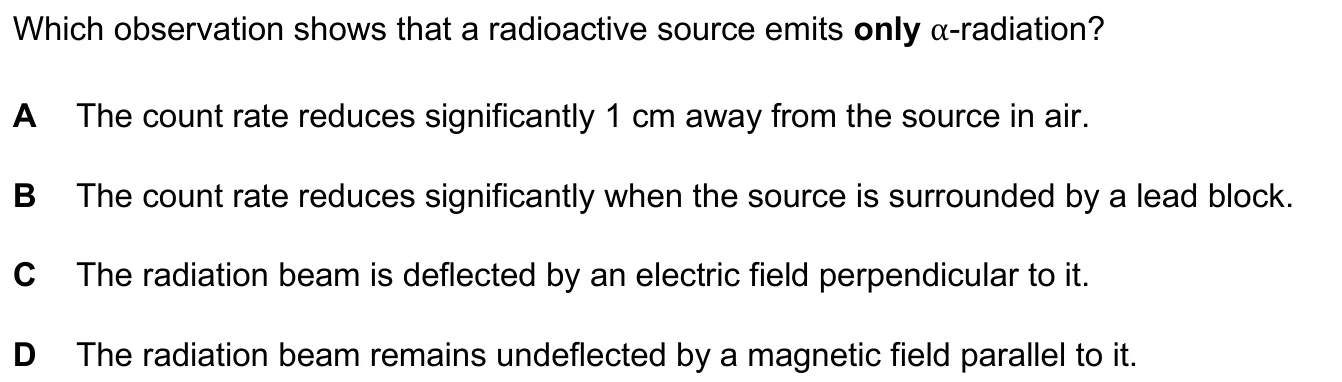 Which observation shows that a radioactive source emits only α-radiation?
A The count rate reduces significantly 1 cm away from the source in air.
B The count rate reduces significantly when the source is surrounded by a lead block.
C The radiation beam is deflected by an electric field perpendicular to it.
D The radiation beam remains undeflected by a magnetic field parallel to it.